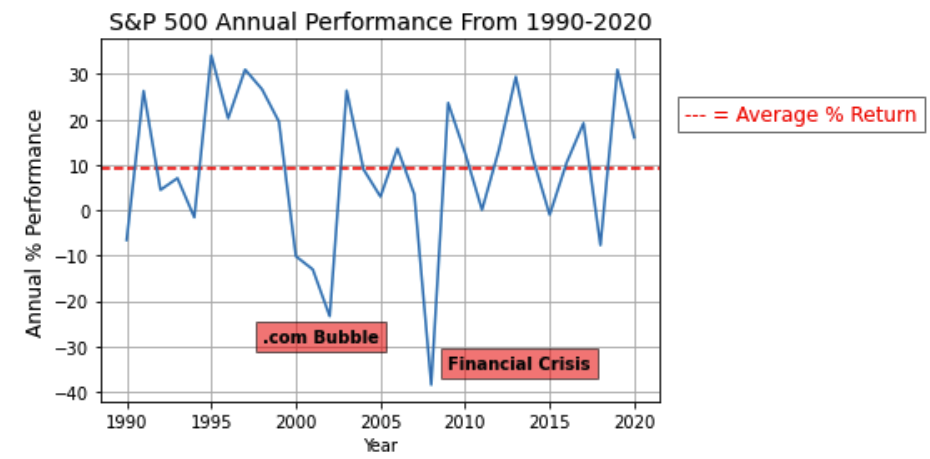 S&P 500 Annual Performance From 1990-2020
Annual % Performance
30
20
10
0
−10
−20
−30
−40
--- = Average % Return
.com Bubble
Financial Crisis
1990 1995 2000 2005 2010 2015 2020
Year